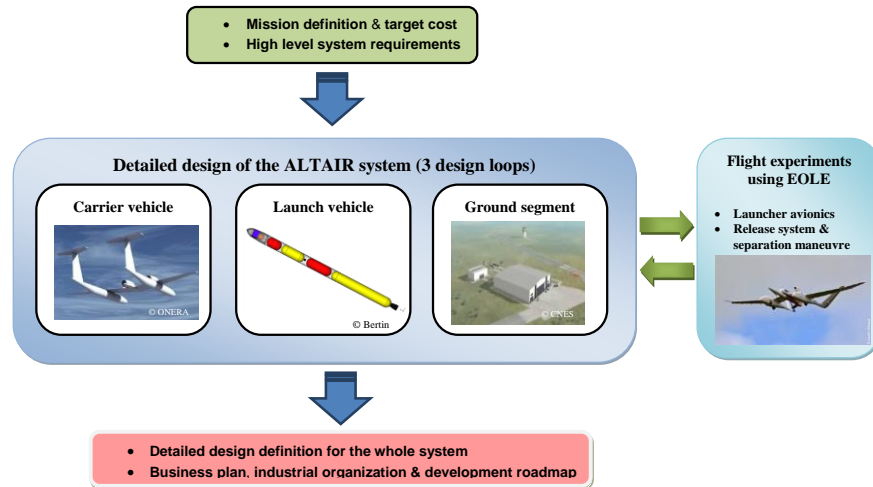 • Mission definition & target cost
• High level system requirements
Detailed design of the ALTAIR system (3 design loops)
Carrier vehicle
© ONERA
Launch vehicle
© Bertin
Ground segment
© CNES
Flight experiments
using EOLE
• Launcher avionics
• Release system &
separation maneuvre
• Detailed design definition for the whole system
• Business plan, industrial organization & development roadmap